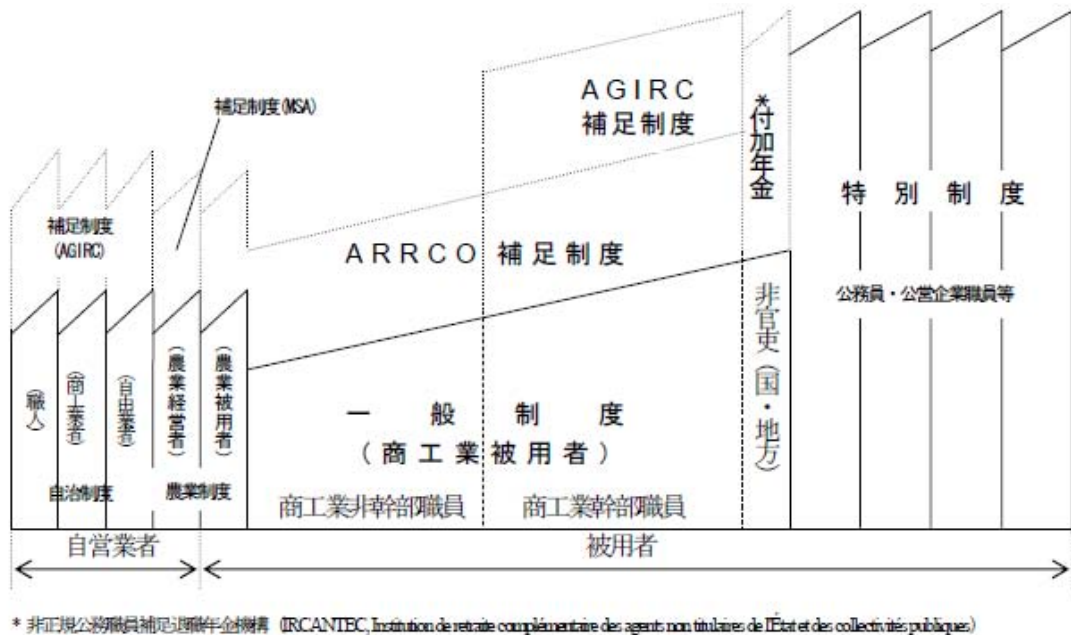 補足制度(MSA)
AGIRC
補足制度
*付加年金
特別制度
補足制度
(AGIRC)
ARRCO 補足制度
公務員・公営企業職員等
(職人)
(商工業者)
(自由業者)
(農業経営者)
(農業被用者)
一般制度
(商工業被用者)
非官吏(国・地方)
自治制度
農業制度
商工業非幹部職員
商工業幹部職員
自営業者
被用者
* 非正規公務職員補足退職年金機構 (IRCANTEC, Institution de retraite complémentaire des agents non titulaires de l'État et des collectivités publiques)